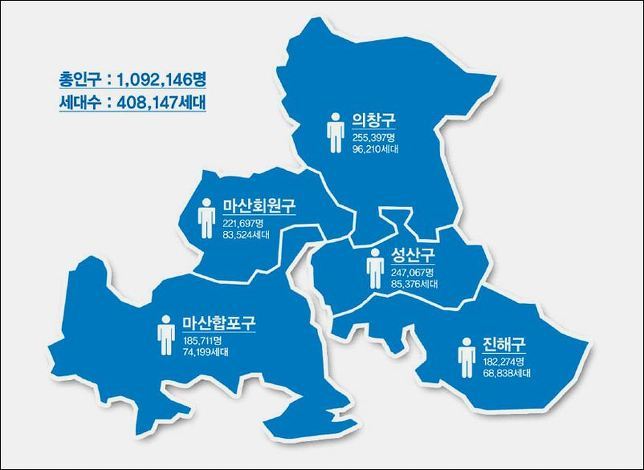 총인구 : 1,092,146명
세대수 : 408,147세대
의창구
255,397명
96,210세대
마산회원구
221,697명
83,524세대
성산구
247,067명
85,376세대
마산합포구
185,711명
74,199세대
진해구
182,274명
68,838세대